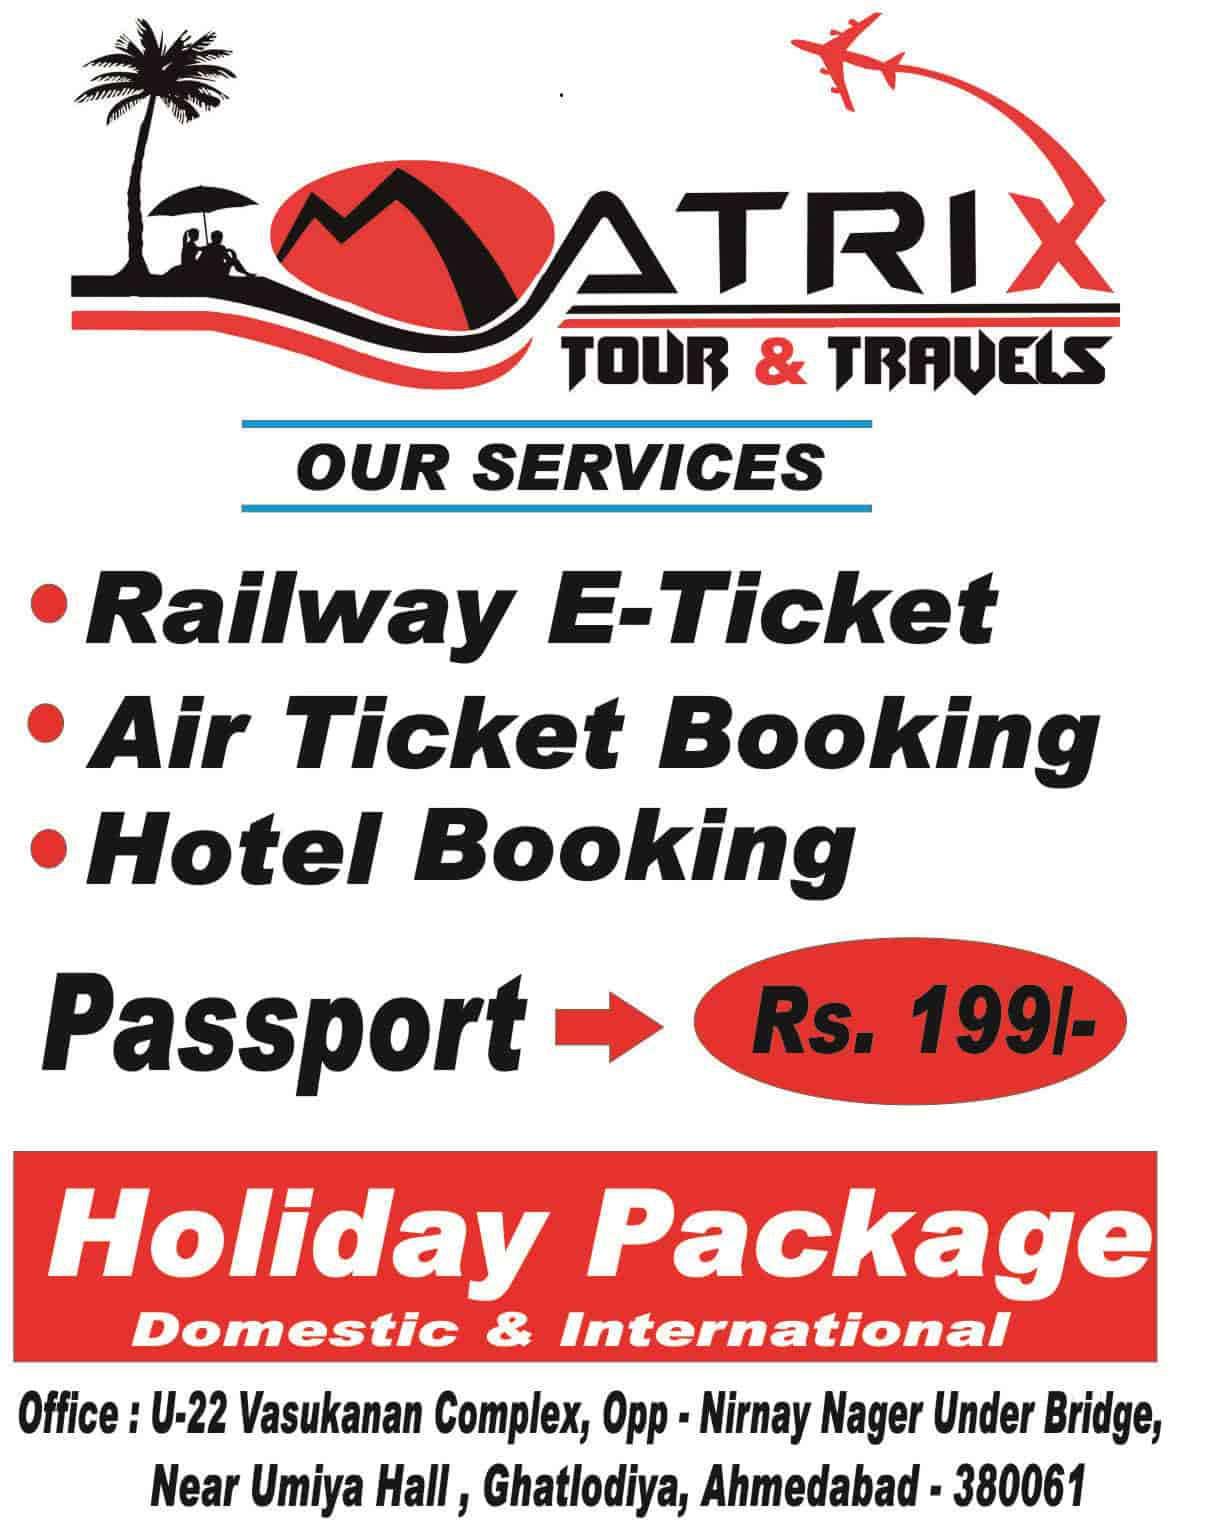 MATRIX
TOUR & TRAVELS
OUR SERVICES
• Railway E-Ticket
• Air Ticket Booking
• Hotel Booking
Passport Rs. 199/-
Holiday Package
Domestic & International
Office : U-22 Vasukanan Complex, Opp - Nirnay Nager Under Bridge,
Near Umiya Hall , Ghatlodiya, Ahmedabad - 380061